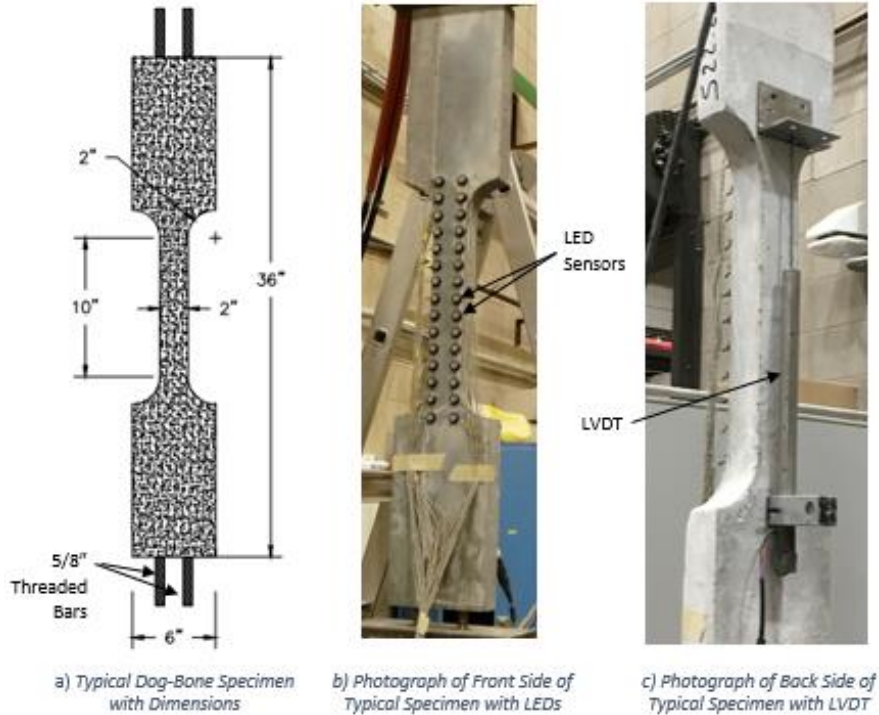 2"
36"
10"
2"
5/8"
Threaded
Bars
6"
LED
Sensors
LVDT
a) Typical Dog-Bone Specimen
with Dimensions
b) Photograph of Front Side of
Typical Specimen with LEDs
c) Photograph of Back Side of
Typical Specimen with LVDT